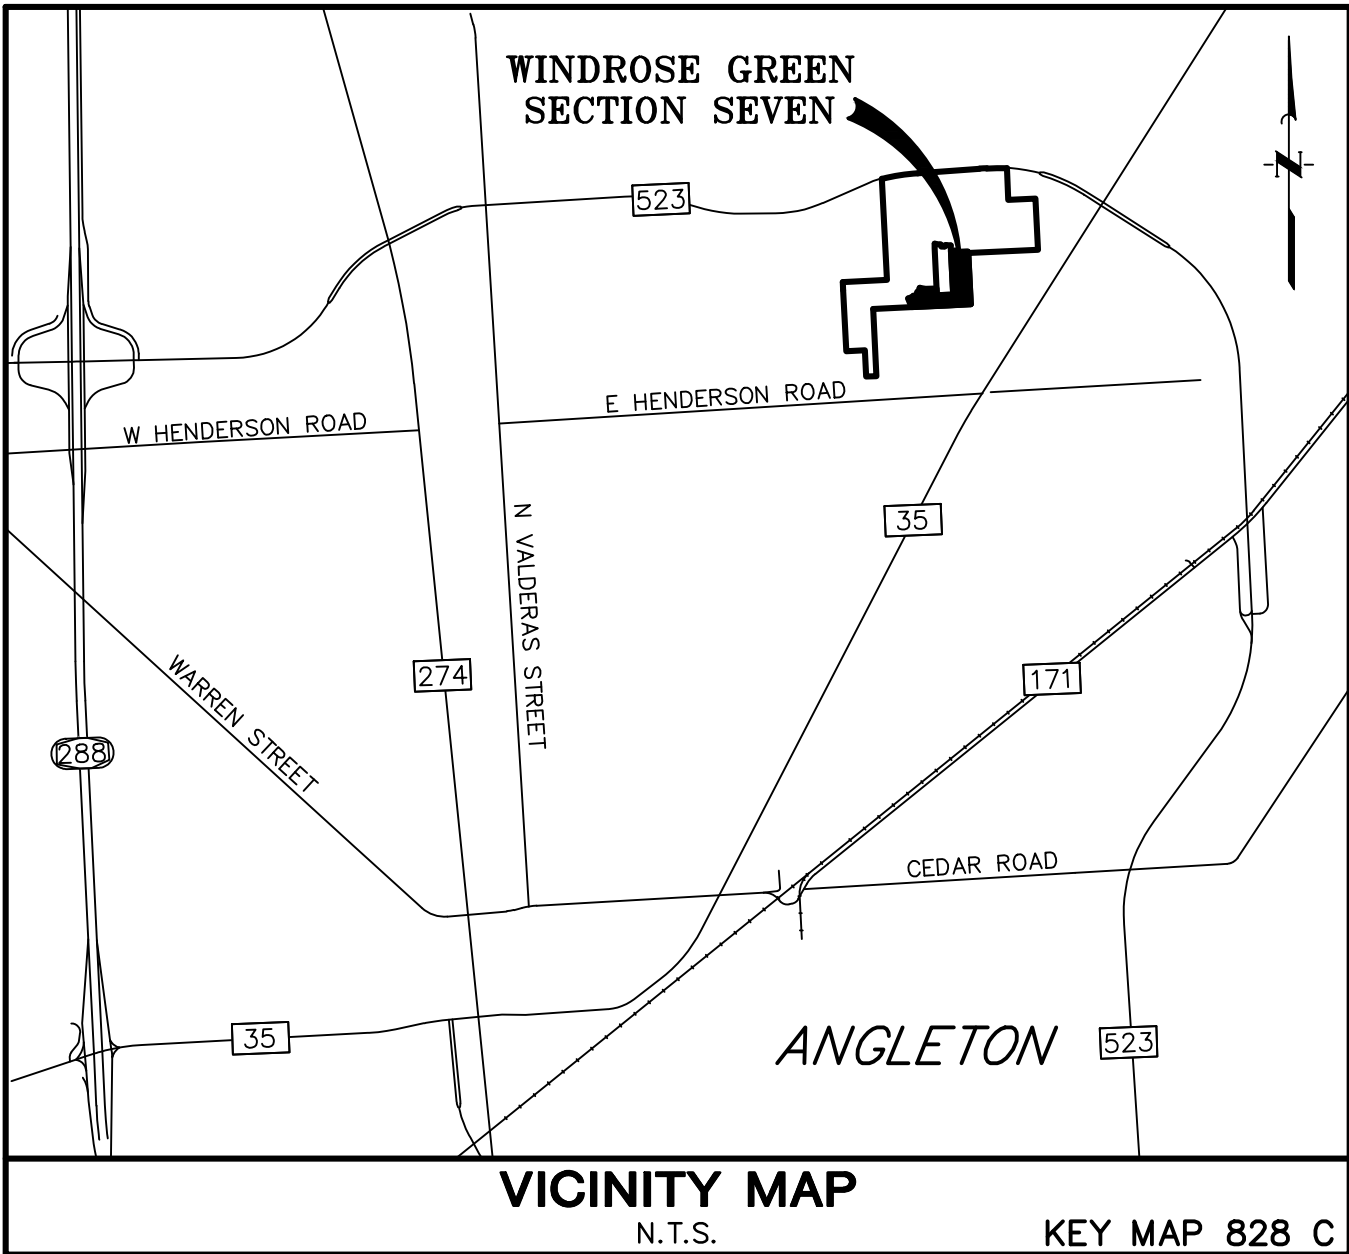 WINDROSE GREEN
SECTION SEVEN
N
523
E HENDERSON ROAD
W HENDERSON ROAD
35
N VALDERAS STREET
WARREN STREET
274
171
288
CEDAR ROAD
35
ANGLETON
523
VICINITY MAP
N.T.S.
KEY MAP 828 C